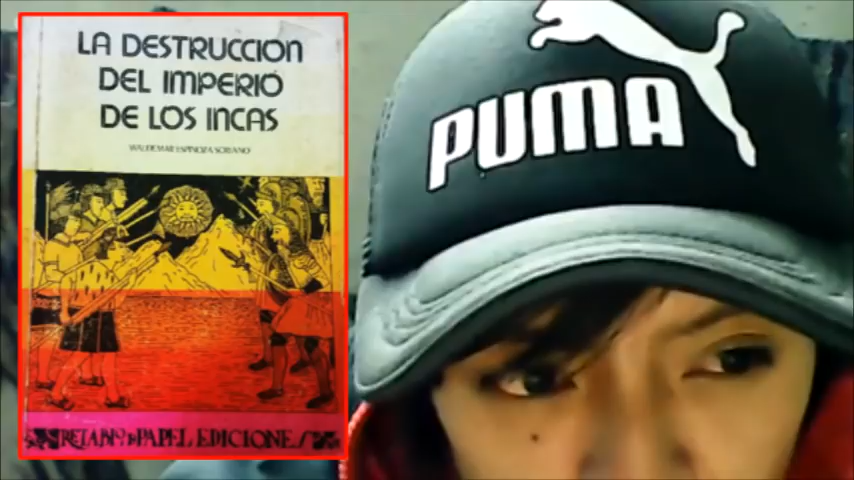 LA DESTRUCCION
DEL IMPERIO
DE LOS INCAS
WALDEMAR ESPINOZA SORIANO
RETABLO DE PAPEL EDICIONES
PUMA